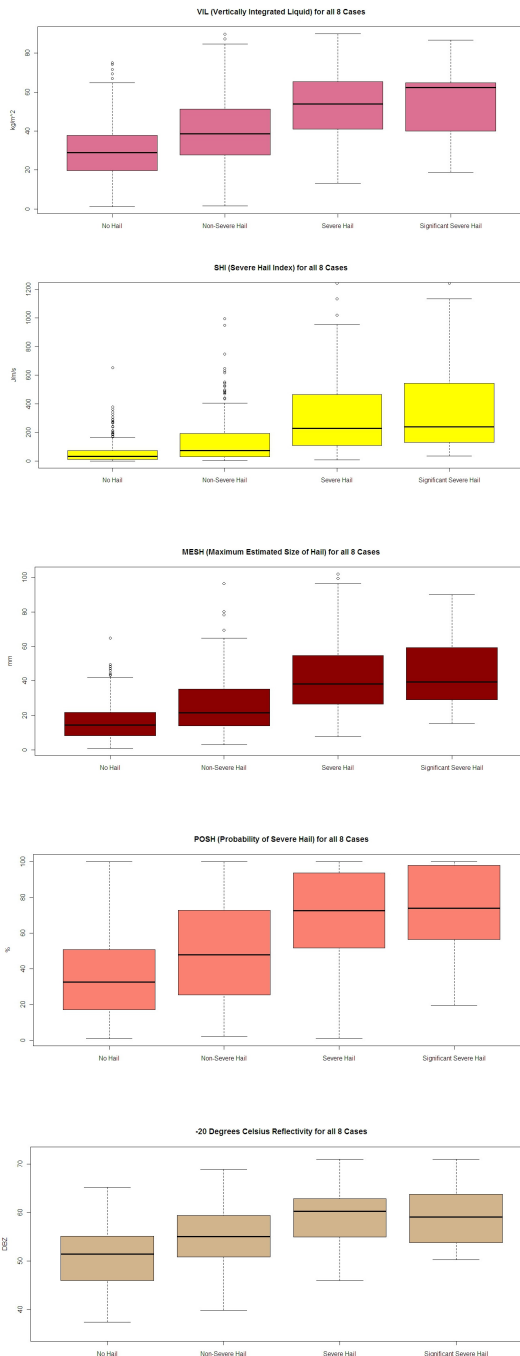 VIL (Vertically Integrated Liquid) for all 8 Cases
kg/m^2
80
60
40
20
0
No Hail Non-Severe Hail Severe Hail Significant Severe Hail
SHI (Severe Hail Index) for all 8 Cases
J/m/s
1200
1000
800
600
400
200
0
No Hail Non-Severe Hail Severe Hail Significant Severe Hail
MESH (Maximum Estimated Size of Hail) for all 8 Cases
mm
100
80
60
40
20
0
No Hail Non-Severe Hail Severe Hail Significant Severe Hail
POSH (Probability of Severe Hail) for all 8 Cases
%
100
80
60
40
20
0
No Hail Non-Severe Hail Severe Hail Significant Severe Hail
-20 Degrees Celsius Reflectivity for all 8 Cases
DBZ
70
60
50
40
No Hail Non-Severe Hail Severe Hail Significant Severe Hail